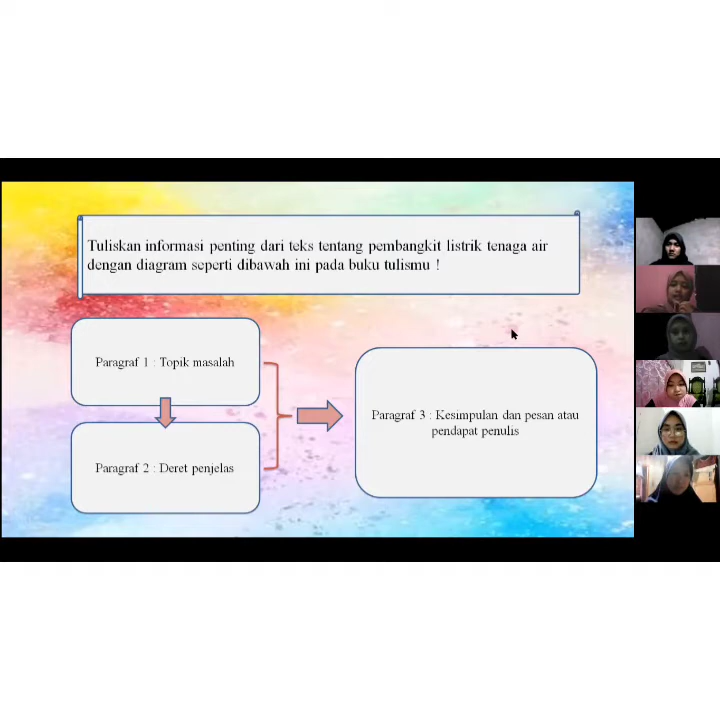 Tuliskan informasi penting dari teks tentang pembangkit listrik tenaga air
dengan diagram seperti dibawah ini pada buku tulismu !
Paragraf 1 : Topik masalah
Paragraf 2 : Deret penjelas
Paragraf 3 : Kesimpulan dan pesan atau
pendapat penulis